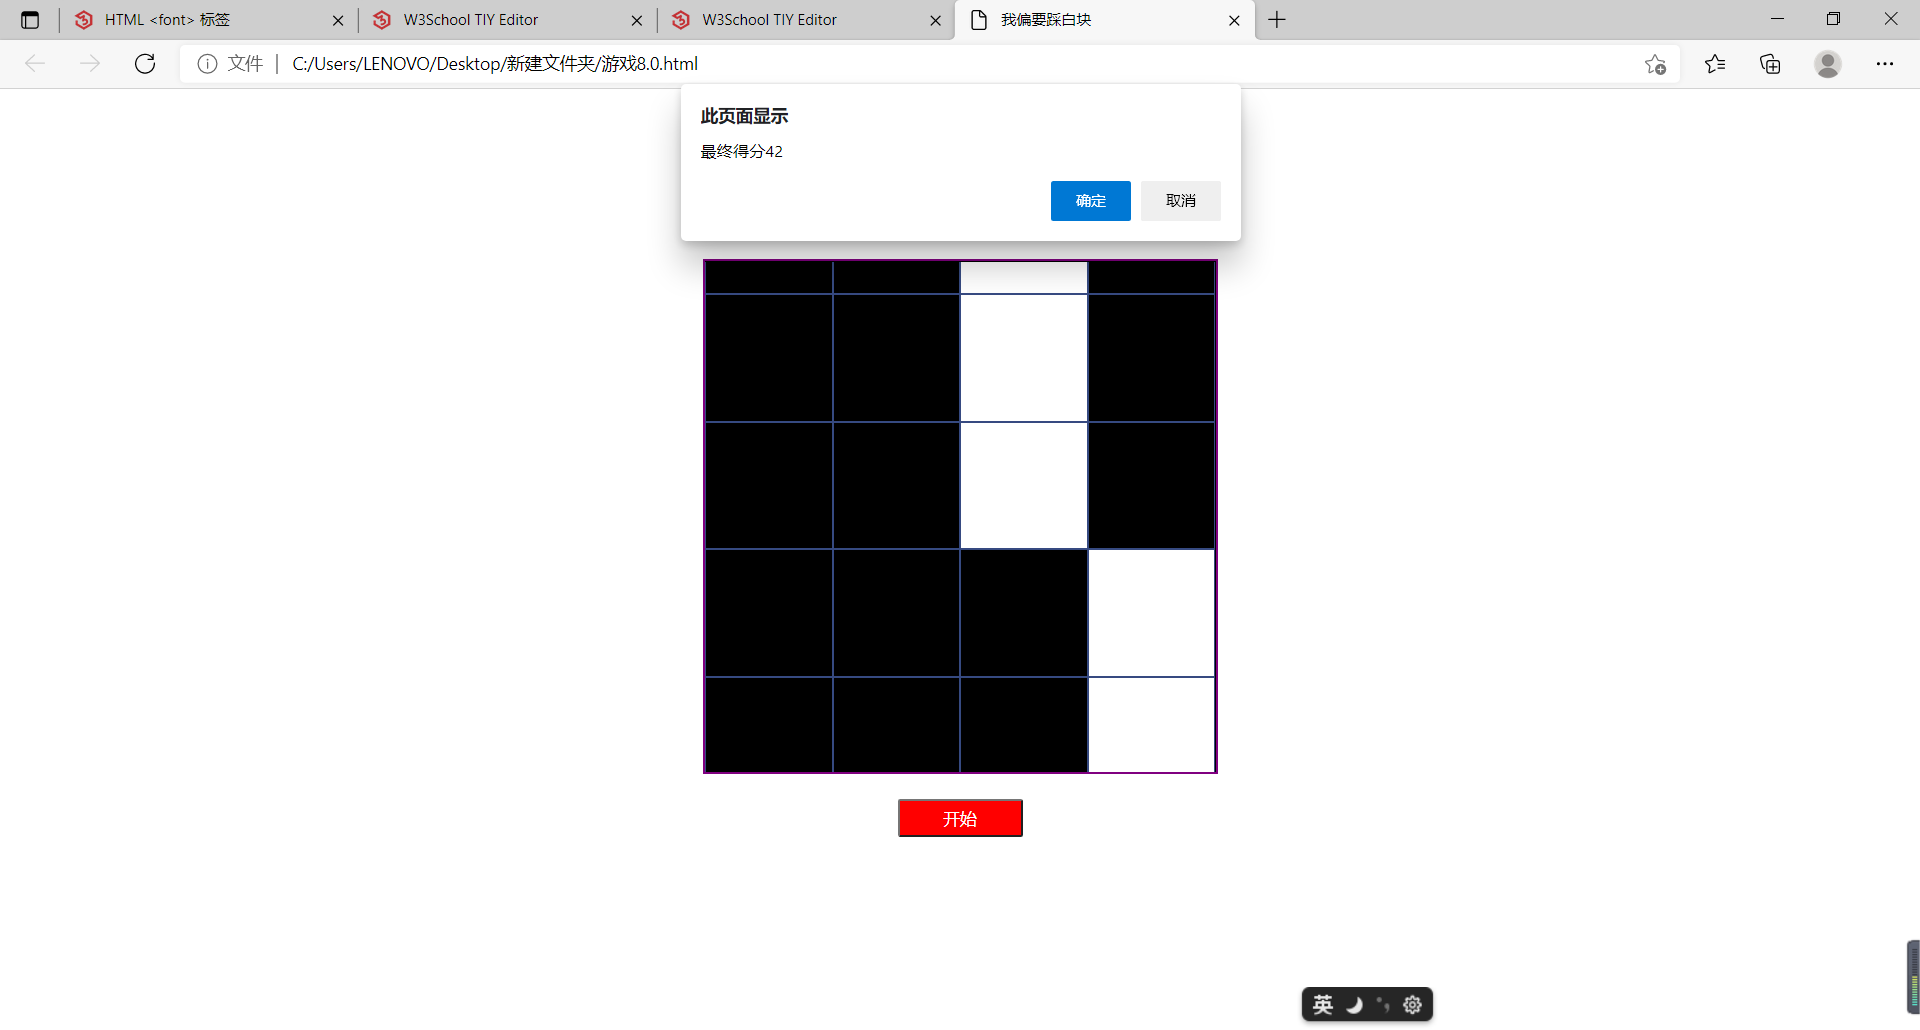 HTML <font> 标签
W3School TIY Editor
W3School TIY Editor
我偏要踩白块
文件
C:/Users/LENOVO/Desktop/新建文件夹/游戏8.0.html
此页面显示
最终得分42
确定
取消
开始
英